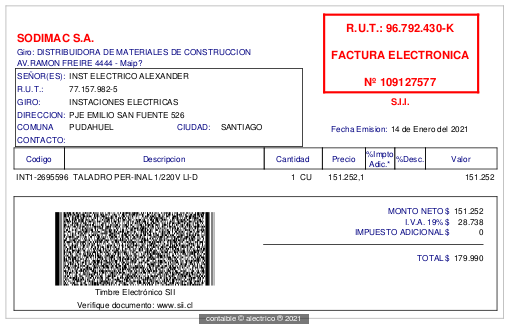 SODIMAC S.A.
Giro: DISTRIBUIDORA DE MATERIALES DE CONSTRUCCION
AV.RAMON FREIRE 4444 - Maip?
R.U.T.: 96.792.430-K
FACTURA ELECTRONICA
Nº 109127577
S.I.I.
SEÑOR(ES): INST ELECTRICO ALEXANDER
R.U.T.: 77.157.982-5
GIRO: INSTACIONES ELECTRICAS
DIRECCION: PJE EMILIO SAN FUENTE 526
COMUNA PUDAHUEL CIUDAD: SANTIAGO
CONTACTO:
Fecha Emision: 14 de Enero del 2021
Codigo Descripcion Cantidad Precio %Impto Adic.* %Desc. Valor
INT1-2695596 TALADRO PER-INAL 1/220V LI-D 1 CU 151.252,1 151.252
MONTO NETO $ 151.252
I.V.A. 19% $ 28.738
IMPUESTO ADICIONAL $ 0
TOTAL $ 179.990
Timbre Electrónico SII
Verifique documento: www.sii.cl
contaible © alectrico ® 2021